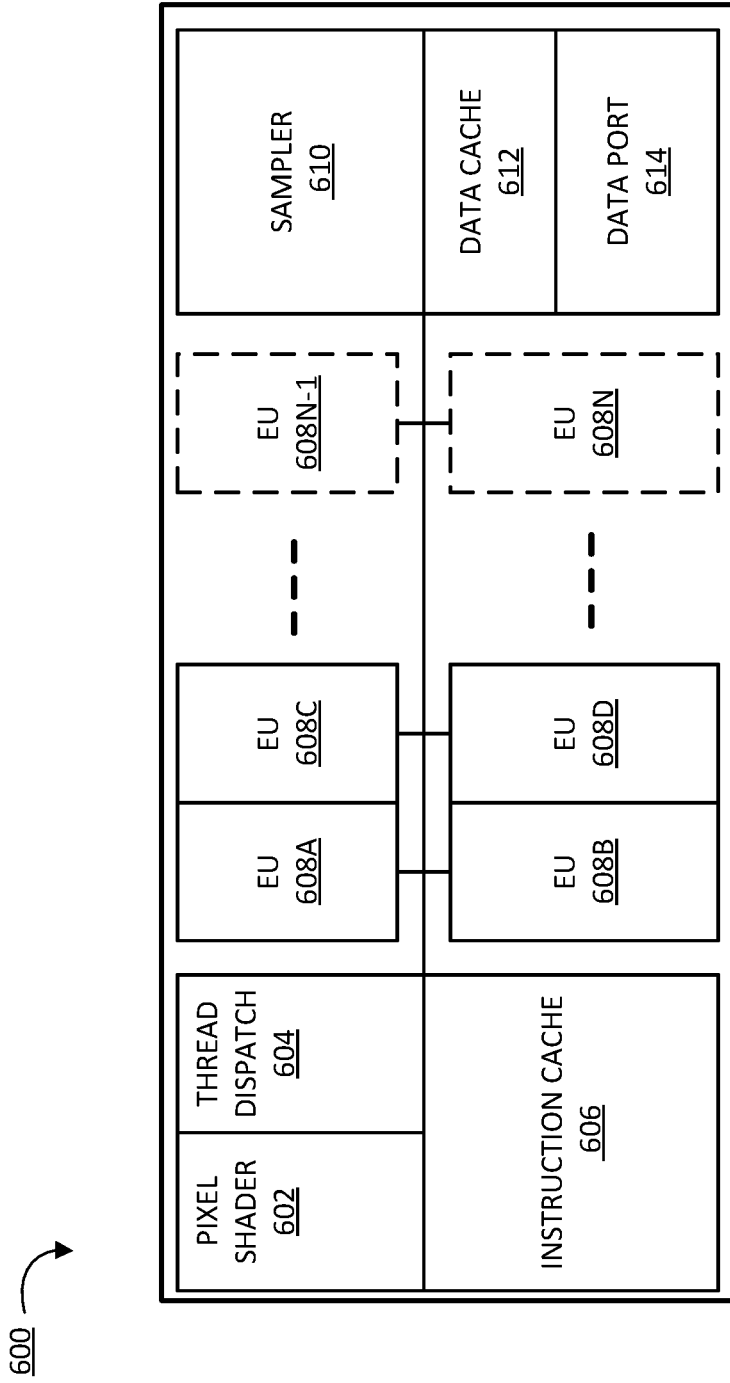 600
PIXEL
SHADER
602
THREAD
DISPATCH
604
INSTRUCTION CACHE
606
EU
608A
EU
608C
EU
608B
EU
608D
EU
608N-1
EU
608N
SAMPLER
610
DATA CACHE
612
DATA PORT
614